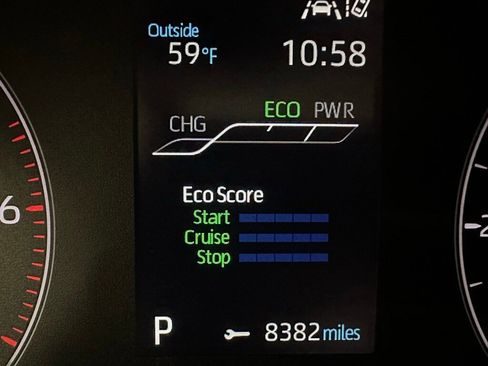 Outside
59°F 10:58
ECO PWR
CHG
Eco Score
Start
Cruise
Stop
6
P 8382 miles